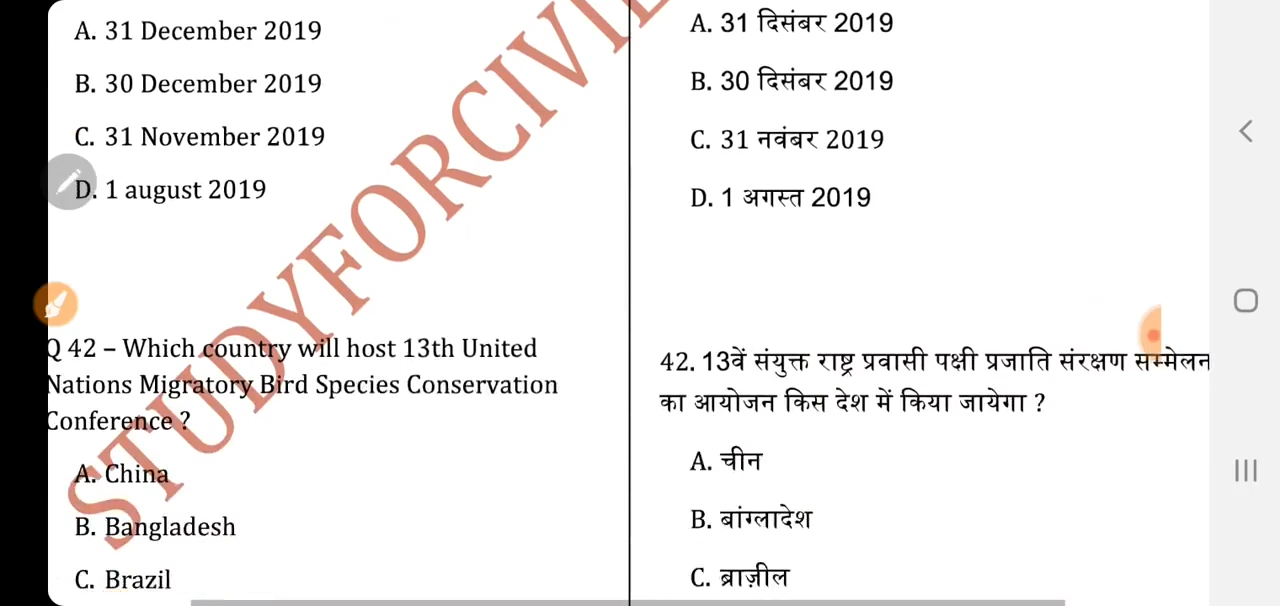 A. 31 December 2019
B. 30 December 2019
C. 31 November 2019
D. 1 august 2019
Q 42 – Which country will host 13th United
Nations Migratory Bird Species Conservation
Conference ?
A. China
B. Bangladesh
C. Brazil
A. 31 दिसंबर 2019
B. 30 दिसंबर 2019
C. 31 नवंबर 2019
D. 1 अगस्त 2019
42. 13वें संयुक्त राष्ट्र प्रवासी पक्षी प्रजाति संरक्षण सम्मेलन
का आयोजन किस देश में किया जायेगा ?
A. चीन
B. बांग्लादेश
C. ब्राज़ील
STUDYFORCIVIL